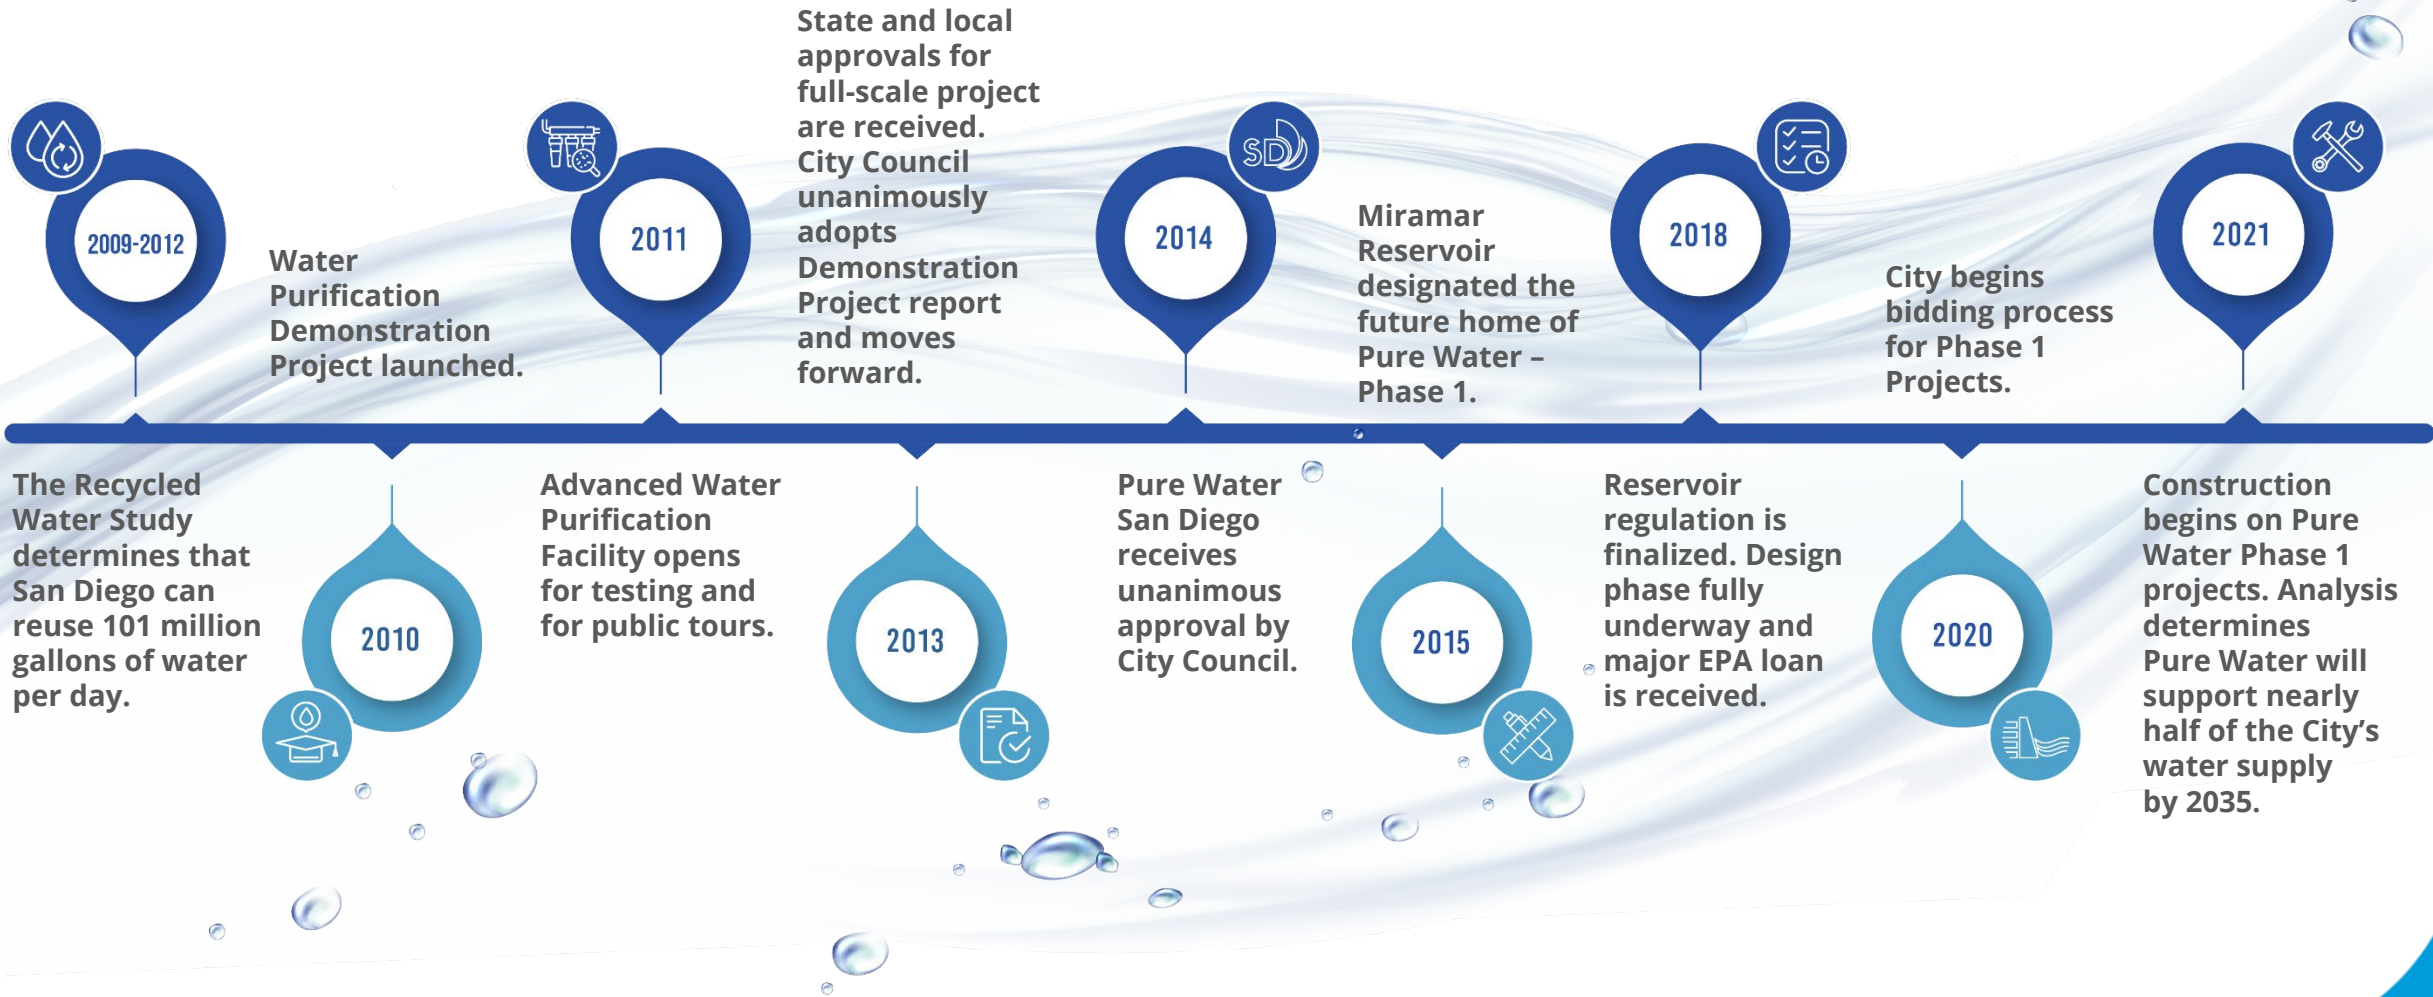 2009-2012
The Recycled
Water Study
determines that
San Diego can
reuse 101 million
gallons of water
per day.
Water
Purification
Demonstration
Project launched.
2010
2011
Advanced Water
Purification
Facility opens
for testing and
for public tours.
State and local
approvals for
full-scale project
are received.
City Council
unanimously
adopts
Demonstration
Project report
and moves
forward.
2013
SD
2014
Pure Water
San Diego
receives
unanimous
approval by
City Council.
Miramar
Reservoir
designated the
future home of
Pure Water –
Phase 1.
2015
2018
Reservoir
regulation is
finalized. Design
phase fully
underway and
major EPA loan
is received.
City begins
bidding process
for Phase 1
Projects.
2020
2021
Construction
begins on Pure
Water Phase 1
projects. Analysis
determines
Pure Water will
support nearly
half of the City’s
water supply
by 2035.